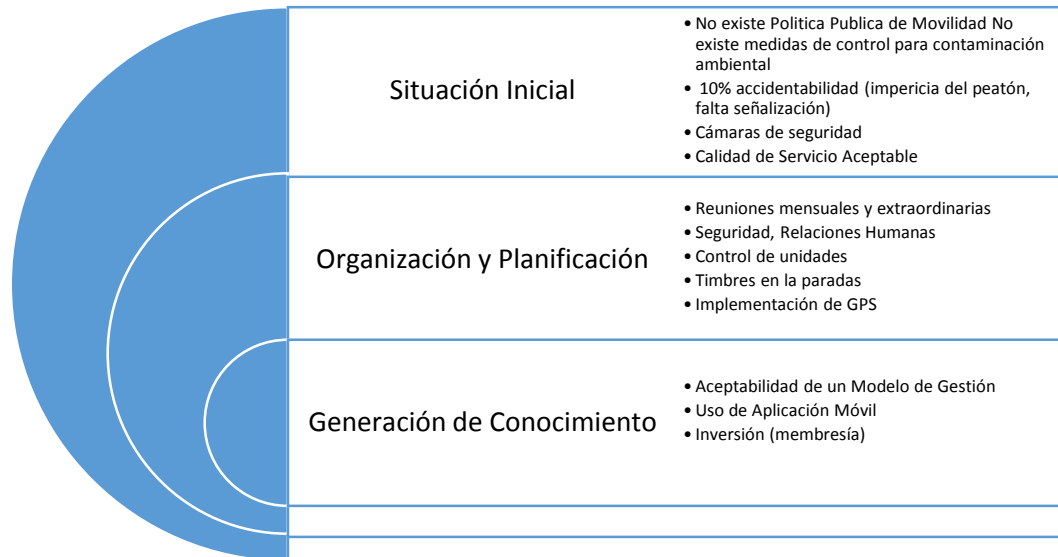 Situación Inicial
• No existe Politica Publica de Movilidad No
existe medidas de control para contaminación
ambiental
• 10% accidentabilidad (impericia del peatón,
falta señalización)
• Cámaras de seguridad
• Calidad de Servicio Aceptable
Organización y Planificación
• Reuniones mensuales y extraordinarias
• Seguridad, Relaciones Humanas
• Control de unidades
• Timbres en la paradas
• Implementación de GPS
Generación de Conocimiento
• Aceptabilidad de un Modelo de Gestión
• Uso de Aplicación Móvil
• Inversión (membresía)